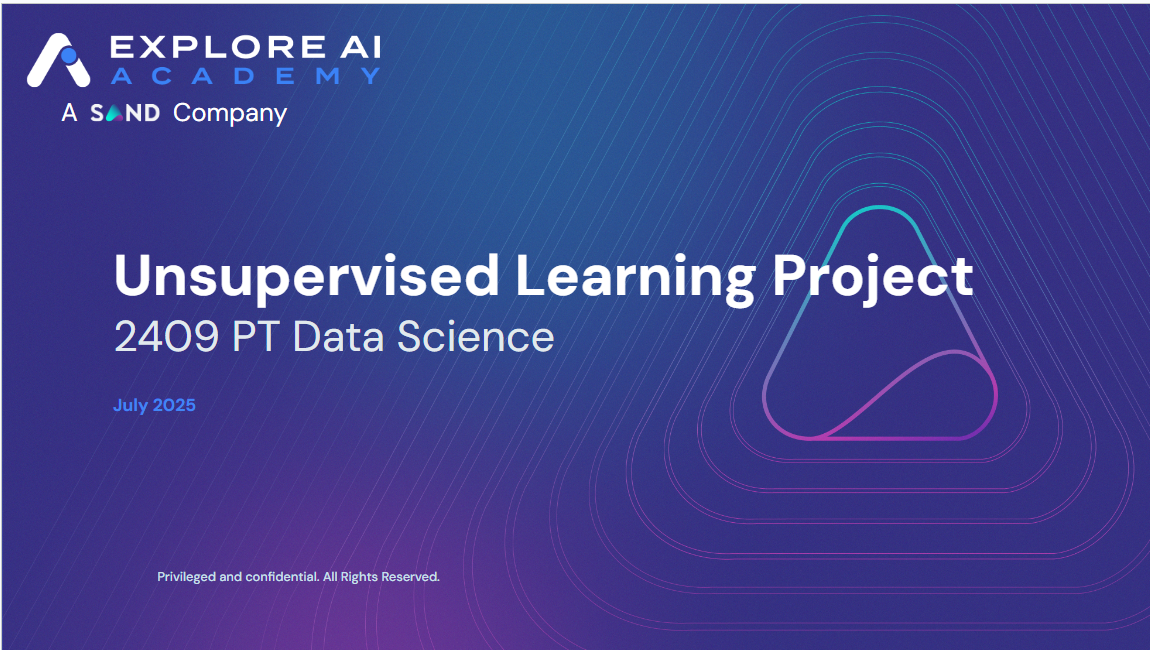 EXPLORE AI
ACADEMY
A SAND Company
Unsupervised Learning Project
2409 PT Data Science
July 2025
Privileged and confidential. All Rights Reserved.